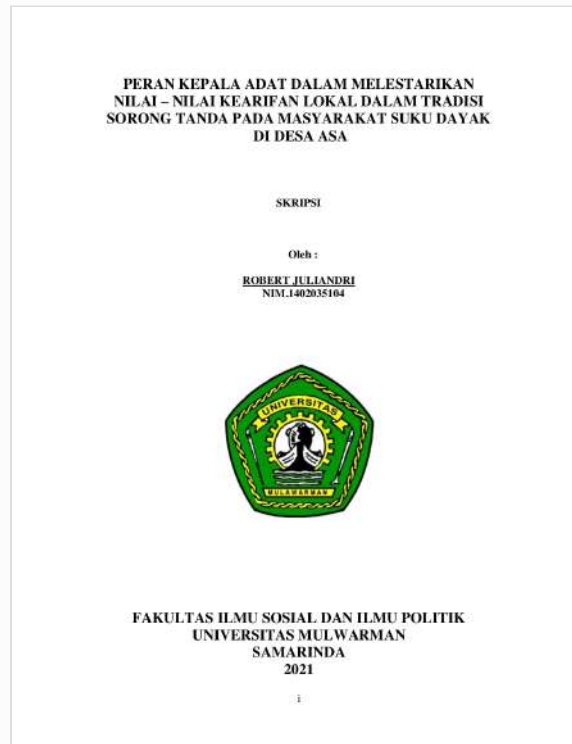 PERAN KEPALA ADAT DALAM MELESTARIKAN
NILAI – NILAI KEARIFAN LOKAL DALAM TRADISI
SORONG TANDA PADA MASYARAKAT SUKU DAYAK
DI DESA ASA
SKRIPSI
Oleh :
ROBERT JULIANDRI
NIM.1402035104
UNIVERSITAS
MULAWARMAN
FAKULTAS ILMU SOSIAL DAN ILMU POLITIK
UNIVERSITAS MULWARMAN
SAMARINDA
2021
i